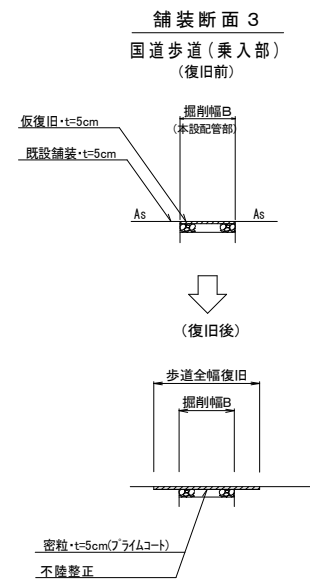 舗装断面3
国道歩道(乗入部)
(復旧前)
掘削幅B
(本設配管部)
仮復旧・t=5cm
既設舗装・t=5cm
As
As
(復旧後)
歩道全幅復旧
掘削幅B
密粒・t=5cm(プライムコート)
不陸整正